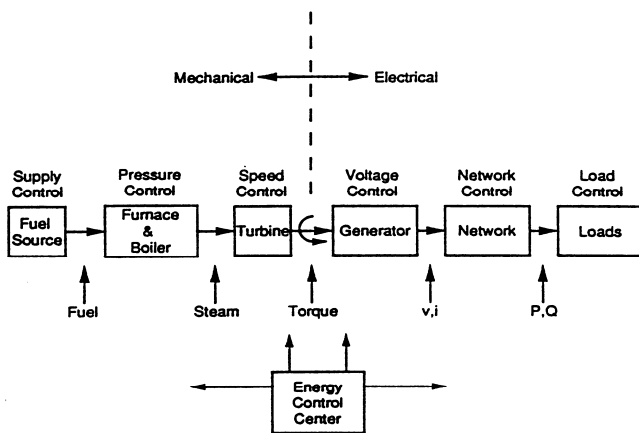 Mechanical
Electrical
Supply
Control
Pressure
Control
Speed
Control
Voltage
Control
Network
Control
Load
Control
Fuel
Source
Furnace
&
Boiler
Turbine
Generator
Network
Loads
Fuel
Steam
Torque
v,i
P,Q
Energy
Control
Center